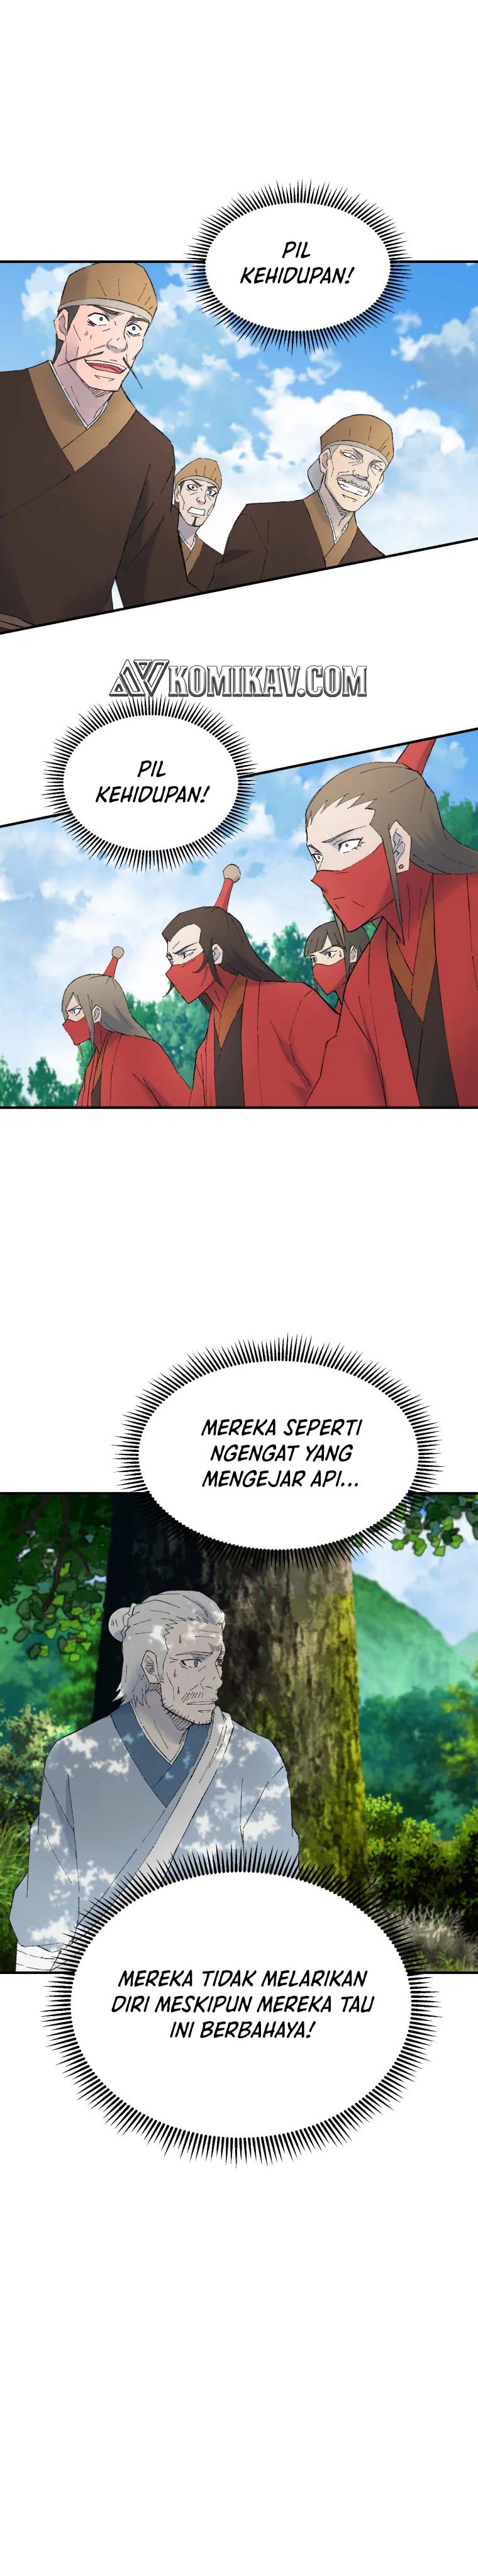 PIL
KEHIDUPAN!
KOMIKAV.COM
PIL
KEHIDUPAN!
MEREKA SEPERTI
NGENGAT YANG
MENGEJAR API...
MEREKA TIDAK MELARIKAN
DIRI MESKIPUN MEREKA TAU
INI BERBAHAYA!